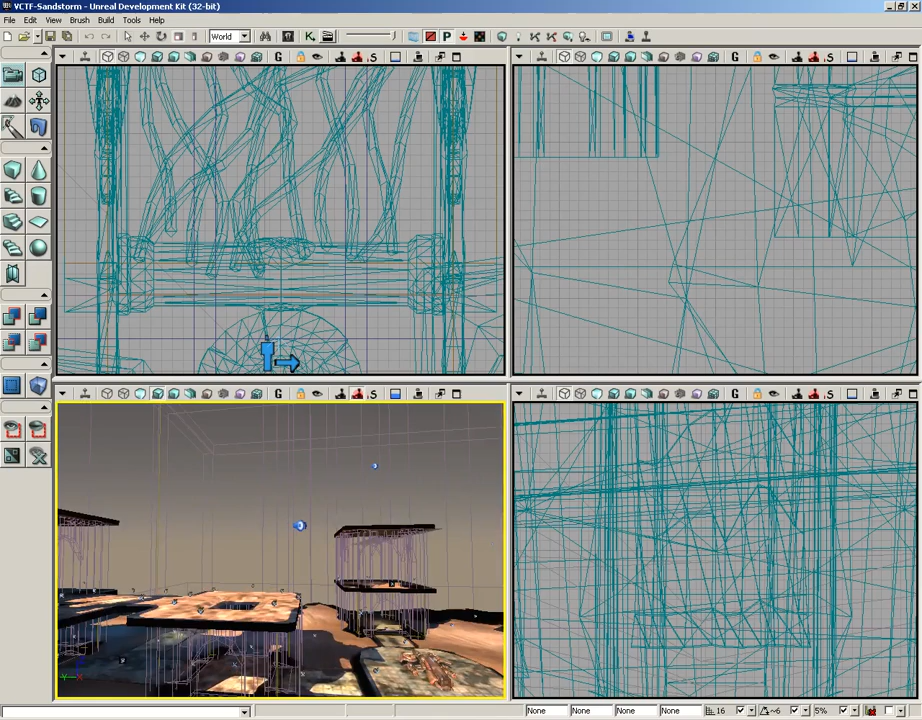 VCTF-Sandstorm - Unreal Development Kit (32-bit)
File Edit View Brush Build Tools Help
World
G S G S
G S G S
None None None None 16 ~6 5%